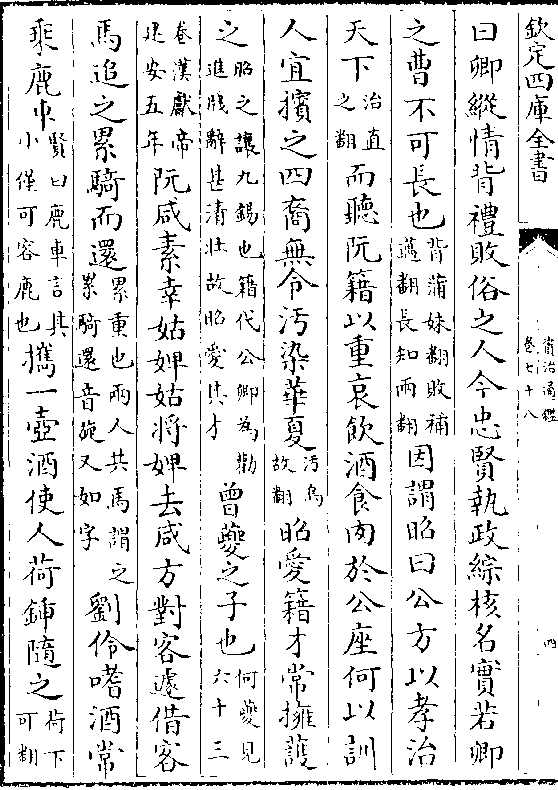 欽定四庫全書
資治通鑑
卷七十八
四
曰卿縱情背禮敗俗之人今忠賢執政綜核名實若卿
之曹不可長也背蒲妹翻敗補邁翻長知兩翻因謂昭曰公方以孝治
天下治直之翻而聽阮籍以重哀飲酒食肉於公座何以訓
人宜擯之四裔無令汚染華夏汚烏故翻昭愛籍才常擁護
之昭之讓九錫也籍代公卿為勸進牋辭甚清壯故昭愛其才曾夔之子也何夔見六十三
卷漢獻帝建安五年阮咸素幸姑婢姑將婢去咸方對客遽借客
馬追之累騎而還累重也兩人共馬謂之累騎還音旋又如字劉伶嗜酒常
乘鹿車賢曰鹿車言其小僅可容鹿也攜一壺酒使人荷鍤隨之荷下可翻